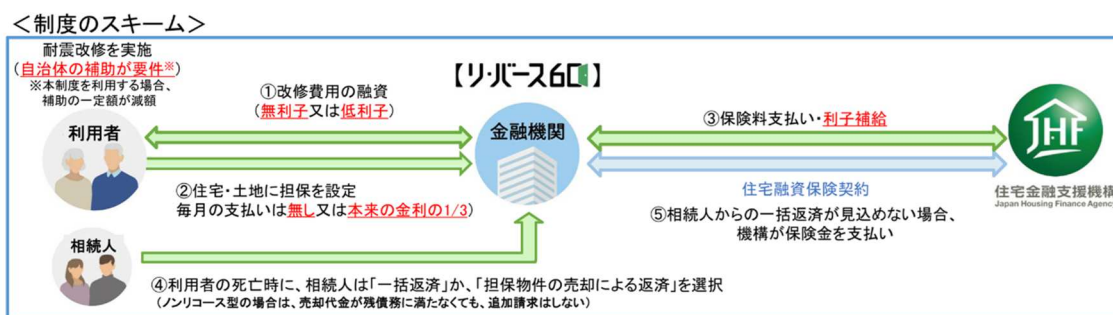 ＜制度のスキーム＞
耐震改修を実施
（自治体の補助が要件※）
※本制度を利用する場合、
補助の一定額が減額
利用者
①改修費用の融資
（無利子又は低利子）
②住宅・土地に担保を設定
毎月の支払いは無し又は本来の金利の1/3）
【リ・バース60】
金融機関
③保険料支払い・利子補給
住宅融資保険契約
⑤相続人からの一括返済が見込めない場合、
機構が保険金を支払い
JHF
住宅金融支援機構
Japan Housing Finance Agency
相続人
④利用者の死亡時に、相続人は「一括返済」か、「担保物件の売却による返済」を選択
（ノンリコース型の場合は、売却代金が残債務に満たなくても、追加請求はしない）